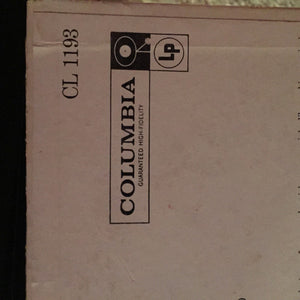 CL 1193
COLUMBIA
GUARANTEED HIGH-FIDELITY
Lp